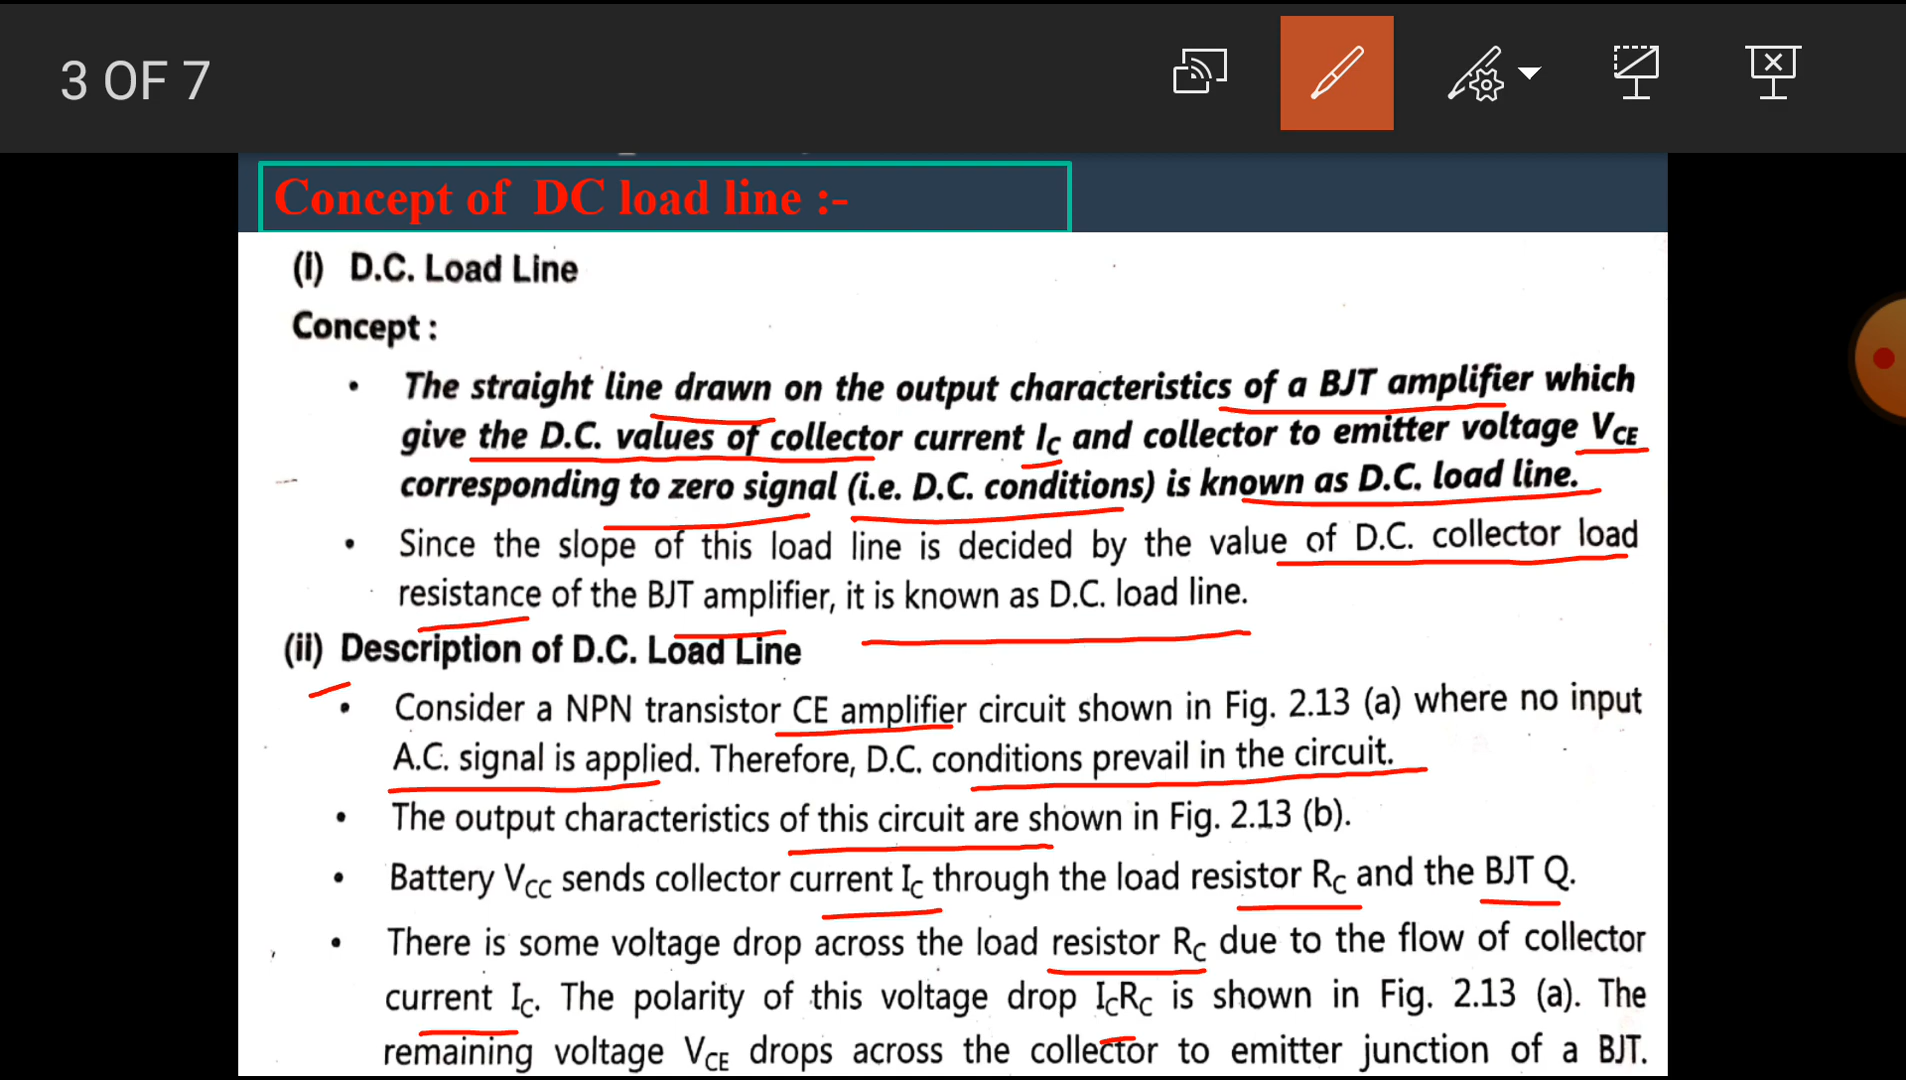 3 OF 7
Concept of DC load line :-
(i) D.C. Load Line
Concept :
• The straight line drawn on the output characteristics of a BJT amplifier which
give the D.C. values of collector current IC and collector to emitter voltage VCE
corresponding to zero signal (i.e. D.C. conditions) is known as D.C. load line.
• Since the slope of this load line is decided by the value of D.C. collector load
resistance of the BJT amplifier, it is known as D.C. load line.
(ii) Description of D.C. Load Line
• Consider a NPN transistor CE amplifier circuit shown in Fig. 2.13 (a) where no input
A.C. signal is applied. Therefore, D.C. conditions prevail in the circuit.
• The output characteristics of this circuit are shown in Fig. 2.13 (b).
• Battery VCC sends collector current IC through the load resistor RC and the BJT Q.
• There is some voltage drop across the load resistor RC due to the flow of collector
current IC. The polarity of this voltage drop ICRC is shown in Fig. 2.13 (a). The
remaining voltage VCE drops across the collector to emitter junction of a BJT.